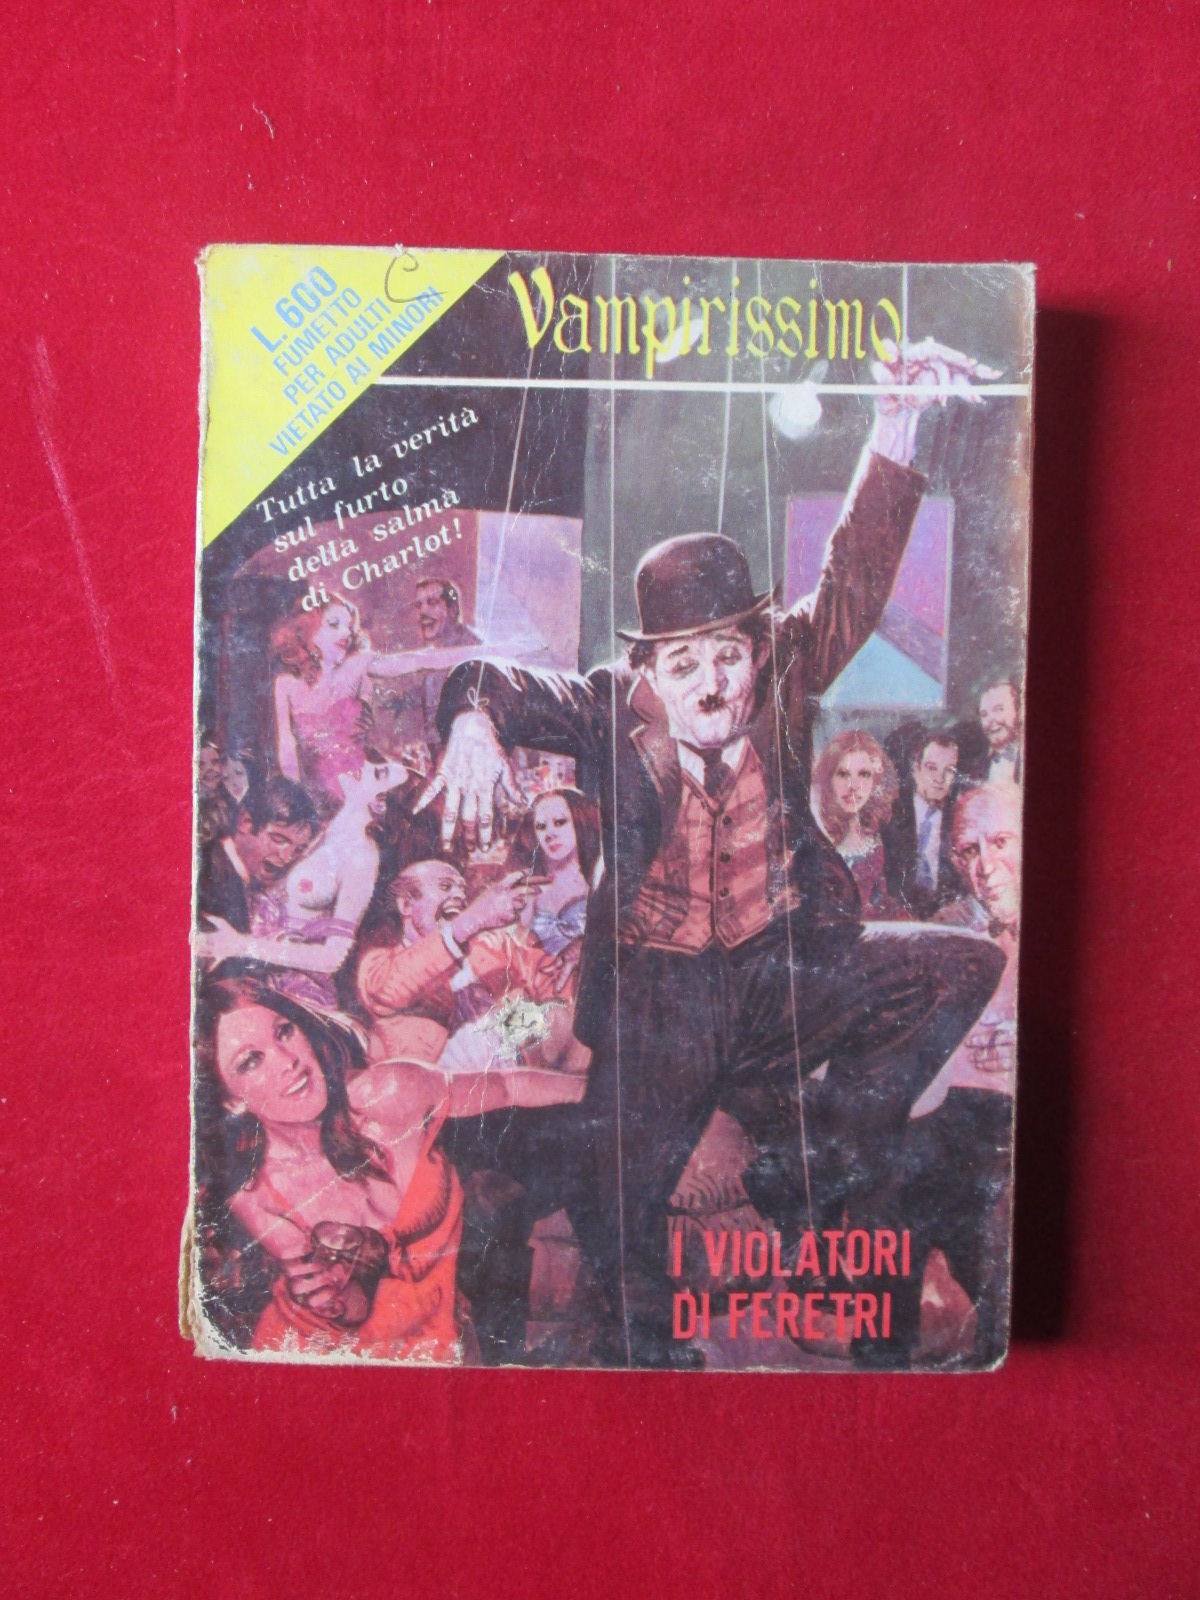 L. 600
FUMETTO
PER ADULTI
VIETATO AI MINORI
Vampirissimo
Tutta la verità
sul furto
della salma
di Charlot!
I VIOLATORI
DI FERETRI